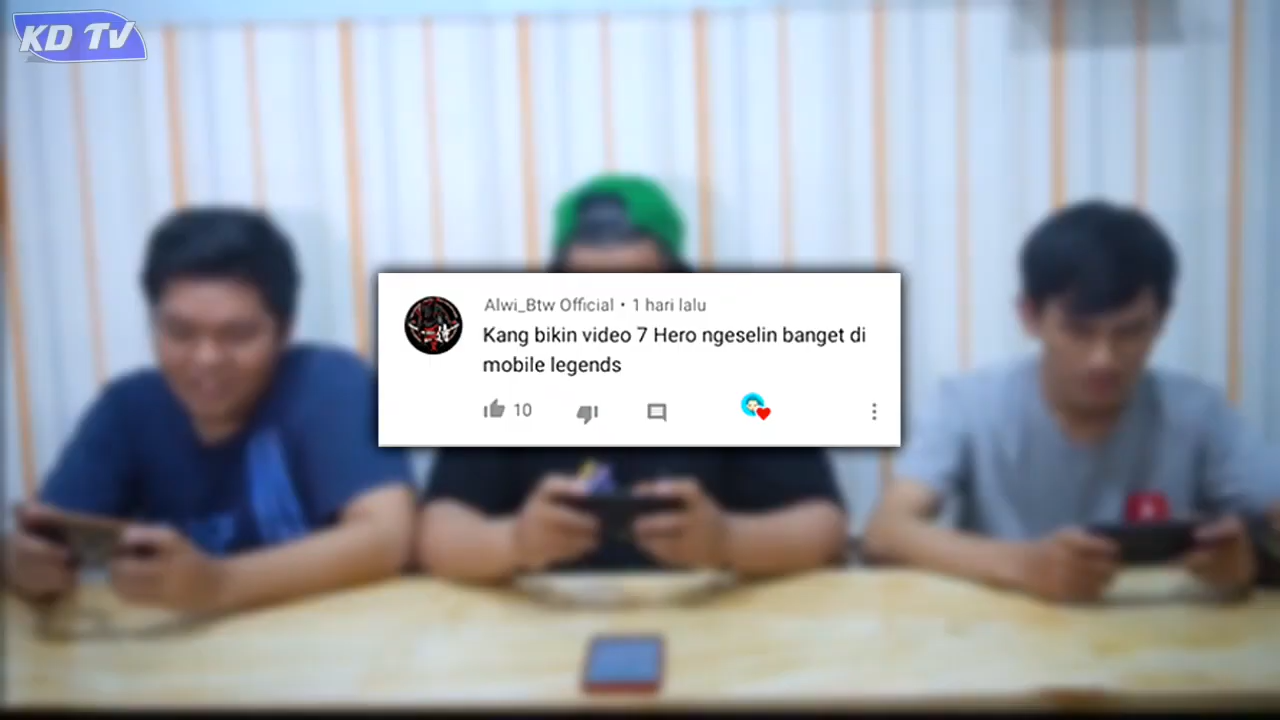 KD TV
Alwi_Btw Official • 1 hari lalu
Kang bikin video 7 Hero ngeselin banget di
mobile legends
10